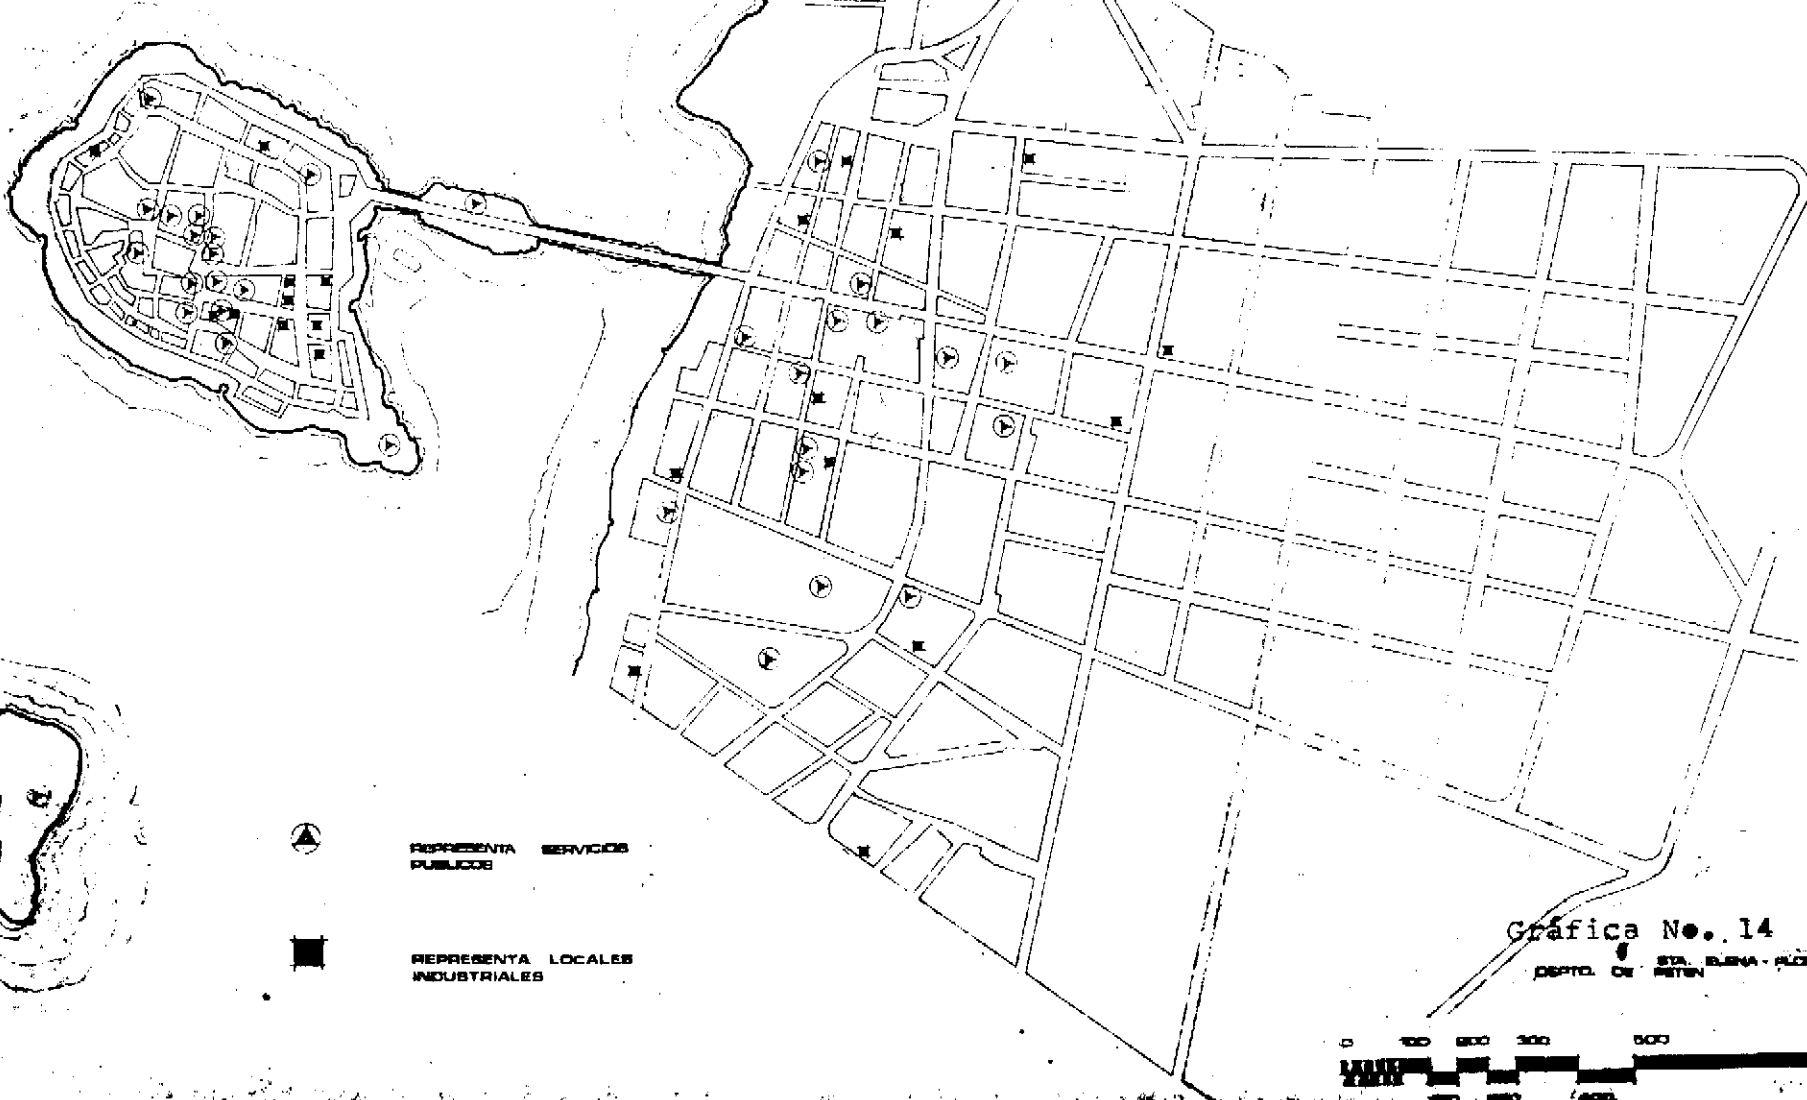 REPRESENTA SERVICIOS
PUBLICOS
REPRESENTA LOCALES
INDUSTRIALES
Gráfica No. 14
STA. ELENA -
DEPTO. DE PETEN
0 100 200 300 500
400